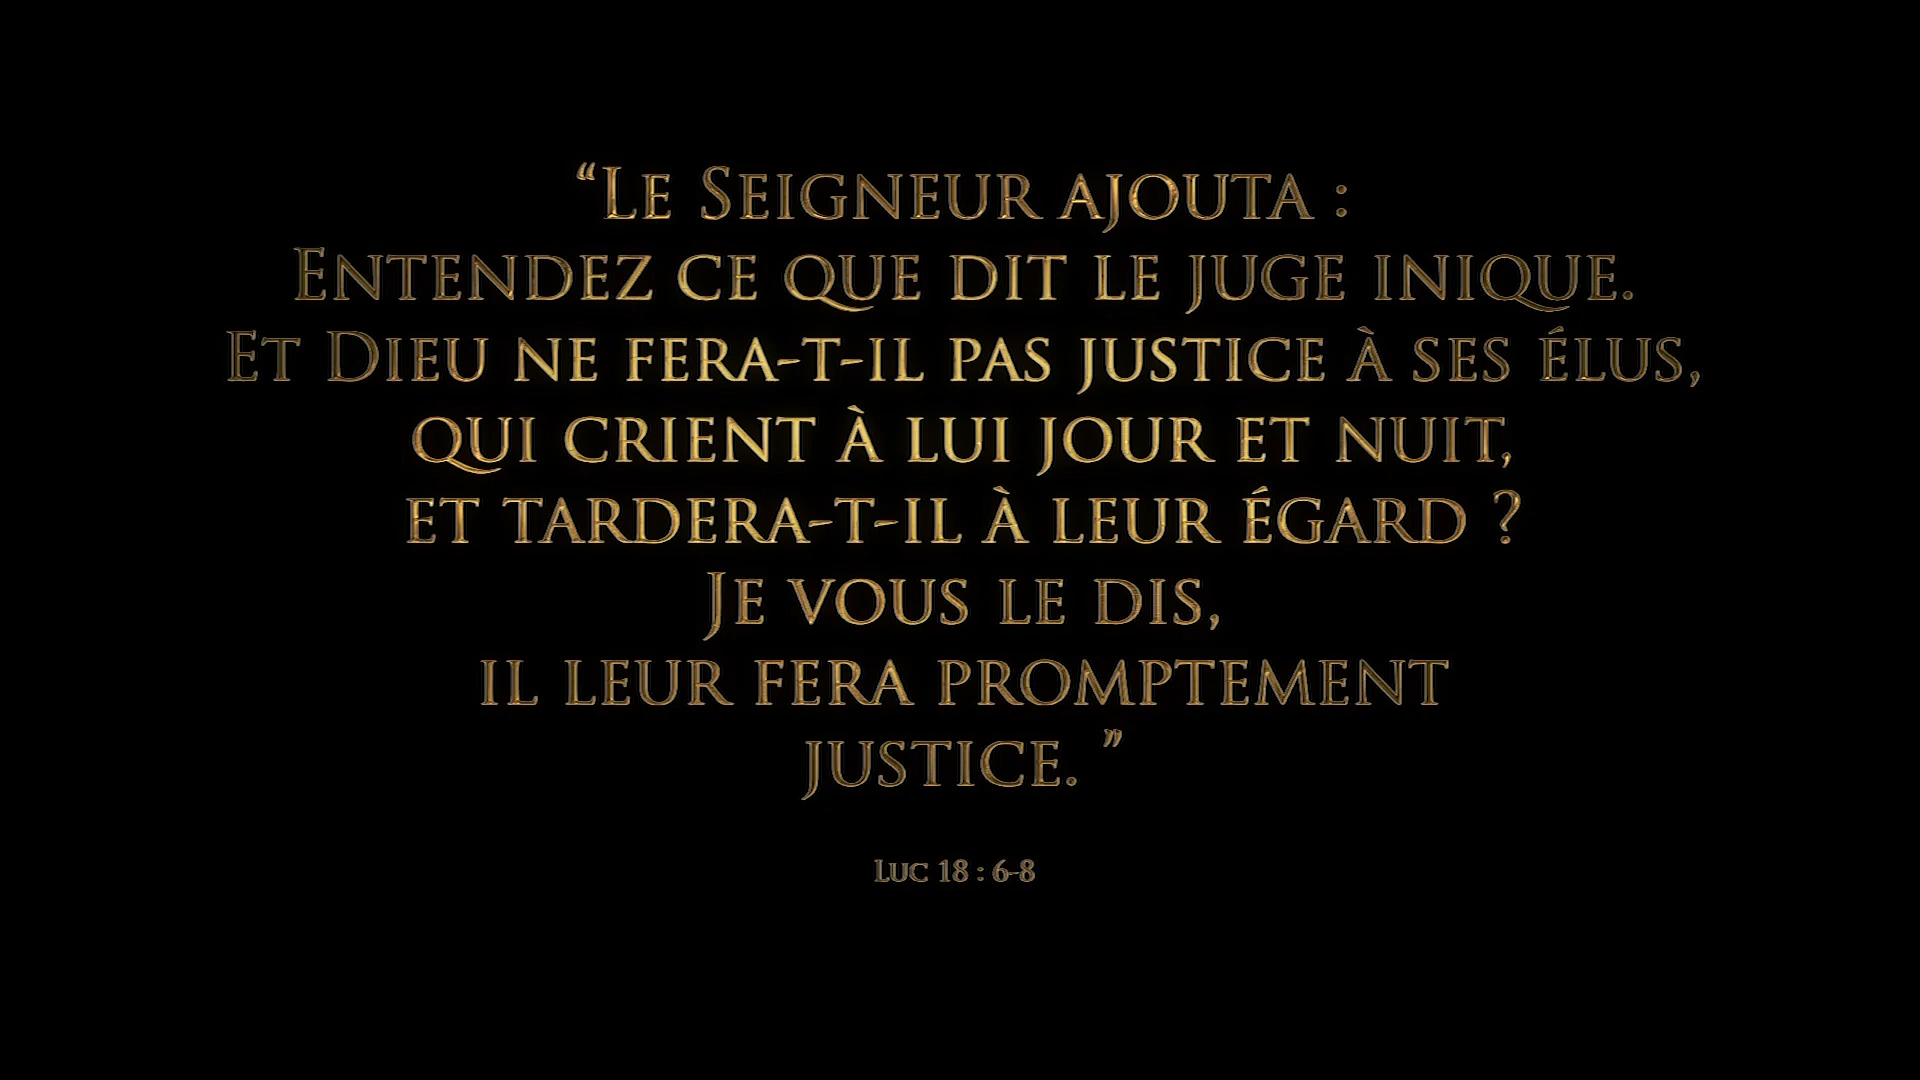 “Le Seigneur ajouta :
Entendez ce que dit le juge inique.
Et Dieu ne fera-t-il pas justice à ses élus,
qui crient à lui jour et nuit,
et tardera-t-il à leur égard ?
Je vous le dis,
il leur fera promptement
justice. ”
Luc 18 : 6-8